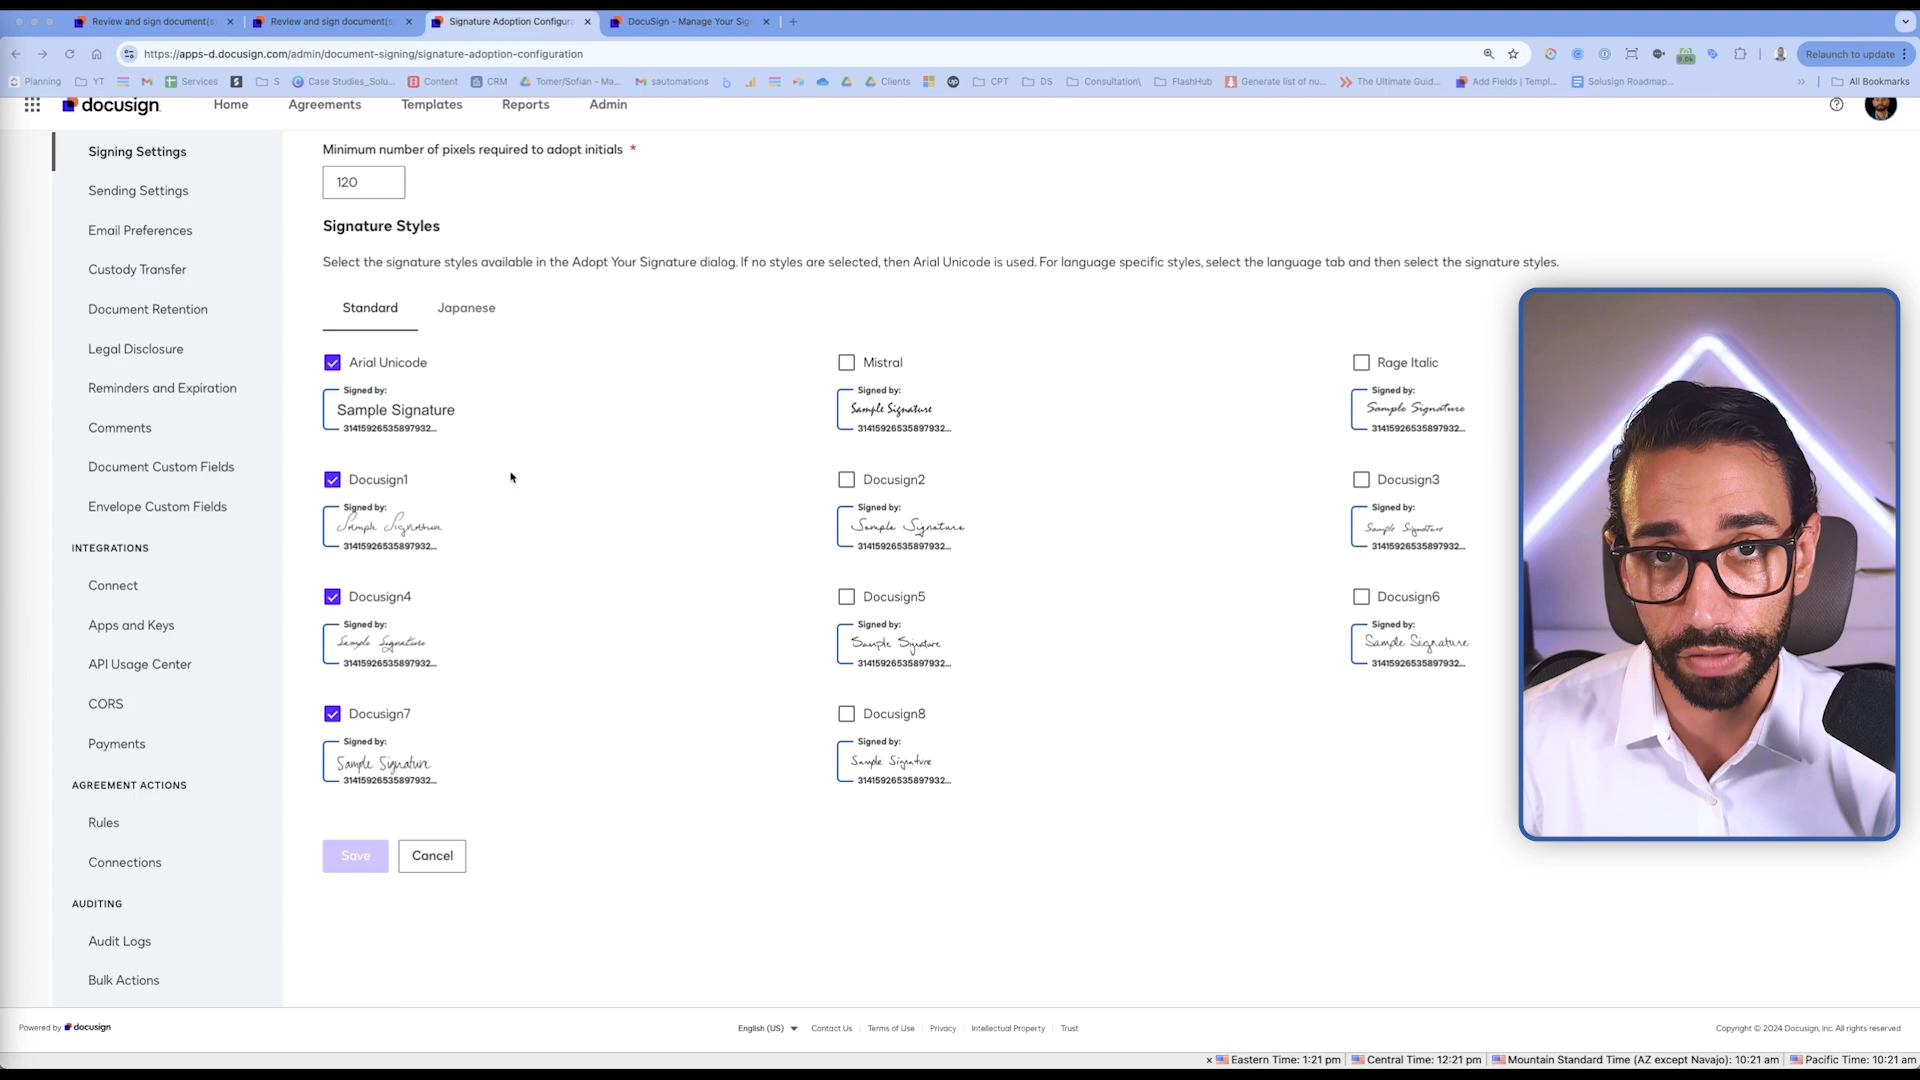 Review and sign document(s)
Review and sign document(s)
Signature Adoption Configura
DocuSign - Manage Your Sig
https://apps-d.docusign.com/admin/document-signing/signature-adoption-configuration
Relaunch to update
Planning
YT
Services
S
Case Studies_Solu...
Content
CRM
Tomer/Sofian - Ma...
sautomations
Clients
CPT
DS
Consultation\
FlashHub
Generate list of nu...
The Ultimate Guid...
Add Fields | Templ...
Solusign Roadmap...
All Bookmarks
docusign
Home
Agreements
Templates
Reports
Admin
Signing Settings
Sending Settings
Email Preferences
Custody Transfer
Document Retention
Legal Disclosure
Reminders and Expiration
Comments
Document Custom Fields
Envelope Custom Fields
INTEGRATIONS
Connect
Apps and Keys
API Usage Center
CORS
Payments
AGREEMENT ACTIONS
Rules
Connections
AUDITING
Audit Logs
Bulk Actions
Minimum number of pixels required to adopt initials *
120
Signature Styles
Select the signature styles available in the Adopt Your Signature dialog. If no styles are selected, then Arial Unicode is used. For language specific styles, select the language tab and then select the signature styles.
Standard
Japanese
Arial Unicode
Signed by:
Sample Signature
31415926535897932...
Mistral
Signed by:
Sample Signature
31415926535897932...
Rage Italic
Signed by:
Sample Signature
31415926535897932...
Docusign1
Signed by:
Sample Signature
31415926535897932...
Docusign2
Signed by:
Sample Signature
31415926535897932...
Docusign3
Signed by:
Sample Signature
31415926535897932...
Docusign4
Signed by:
Sample Signature
31415926535897932...
Docusign5
Signed by:
Sample Signature
31415926535897932...
Docusign6
Signed by:
Sample Signature
31415926535897932...
Docusign7
Signed by:
Sample Signature
31415926535897932...
Docusign8
Signed by:
Sample Signature
31415926535897932...
Save
Cancel
Powered by docusign
English (US)
Contact Us
Terms of Use
Privacy
Intellectual Property
Trust
Copyright © 2024 Docusign, Inc. All rights reserved
Eastern Time: 1:21 pm
Central Time: 12:21 pm
Mountain Standard Time (AZ except Navajo): 10:21 am
Pacific Time: 10:21 am